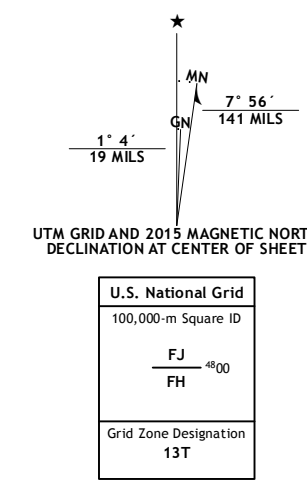 ★
MN
GN
7° 56´
141 MILS
1° 4´
19 MILS
UTM GRID AND 2015 MAGNETIC NORT
DECLINATION AT CENTER OF SHEET
U.S. National Grid
100,000-m Square ID
FJ
4800
FH
Grid Zone Designation
13T